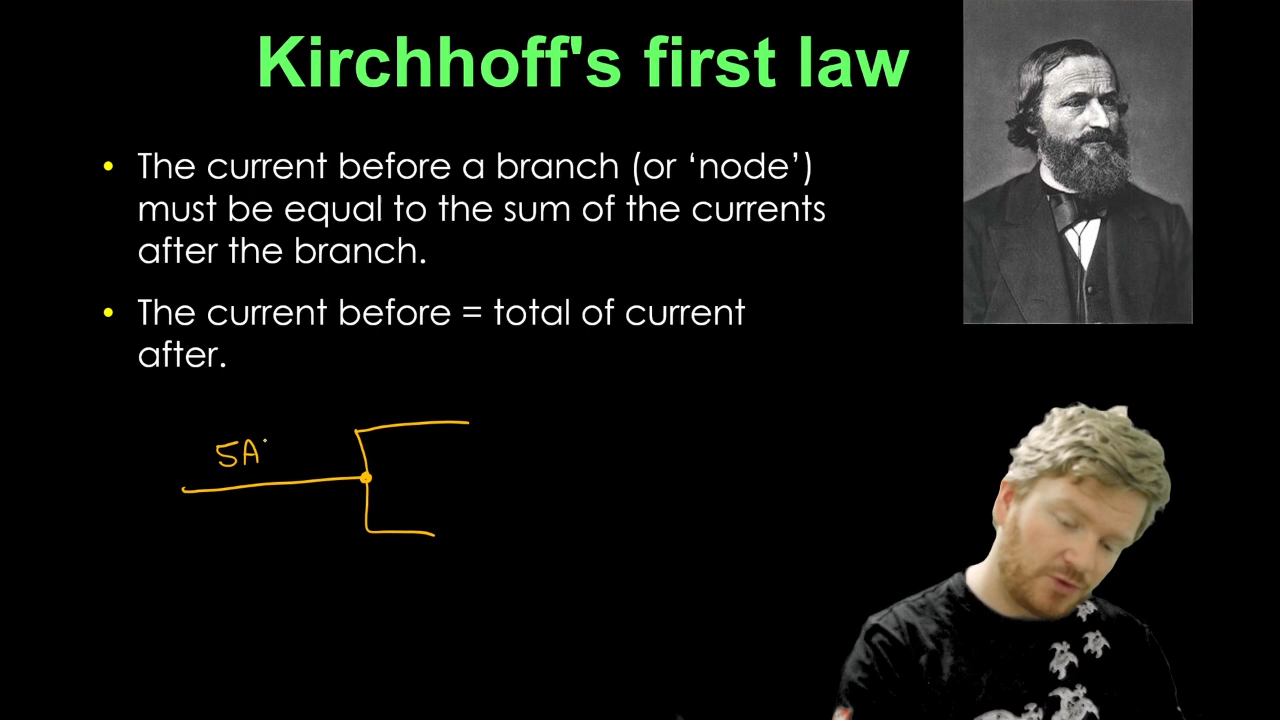 Kirchhoff's first law
• The current before a branch (or ‘node’)
must be equal to the sum of the currents
after the branch.
• The current before = total of current
after.
5A